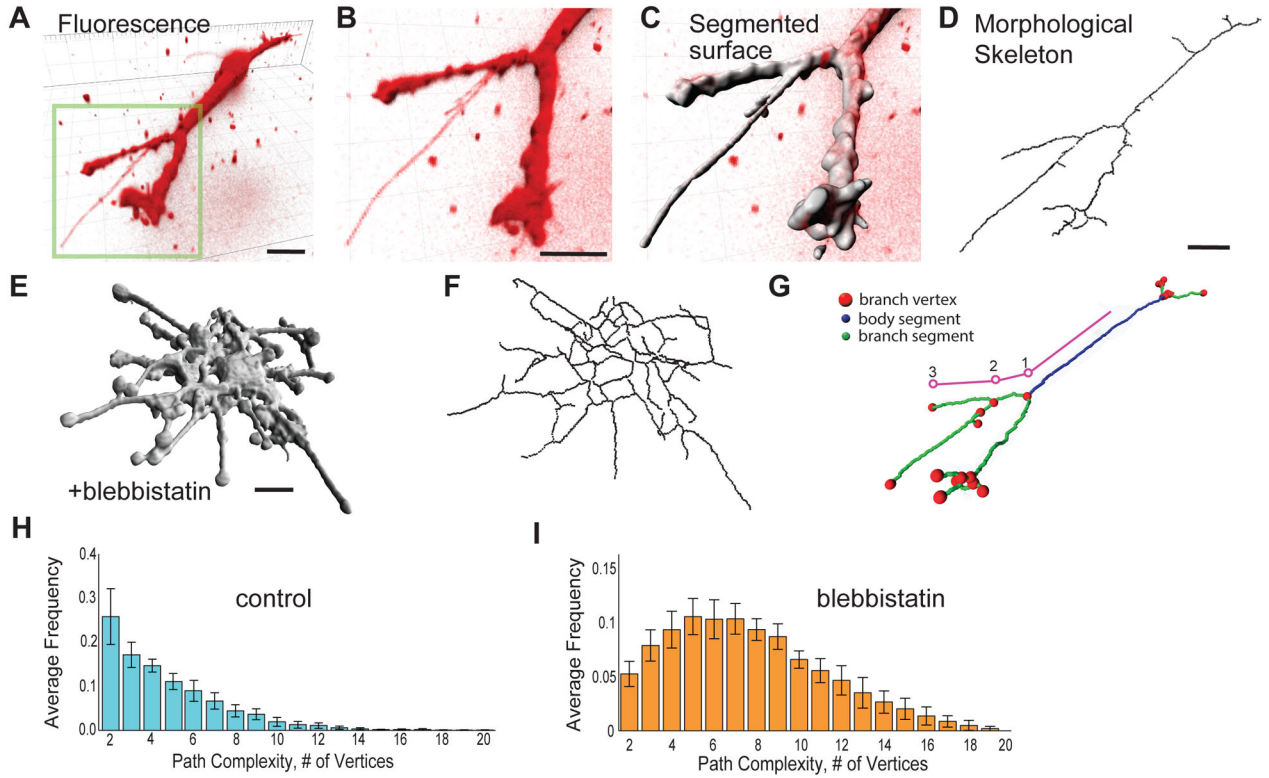 A Fluorescence
B
C Segmented
surface
D Morphological
Skeleton
E
+blebbistatin
F
G
branch vertex
body segment
branch segment
3 2 1
H
Average Frequency
0.4
0.3
0.2
0.1
0.0
control
2 4 6 8 10 12 14 16 18 20
Path Complexity, # of Vertices
I
Average Frequency
0.15
0.1
0.05
0
blebbistatin
2 4 6 8 10 12 14 16 18 20
Path Complexity, # of Vertices